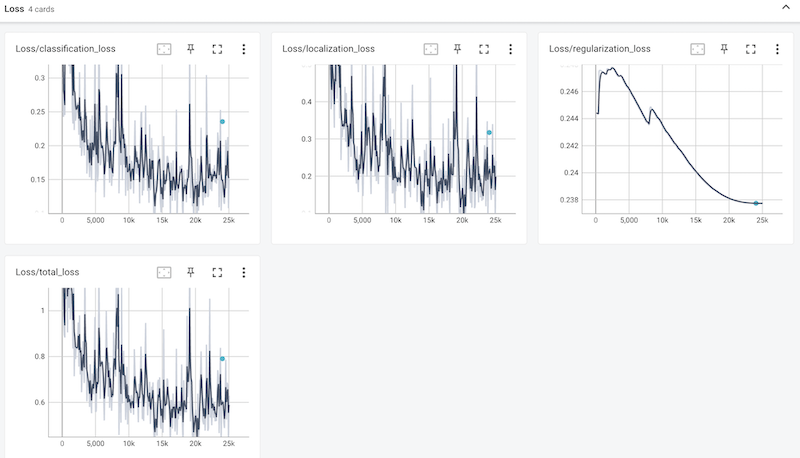 Loss 4 cards
Loss/classification_loss
0.3
0.25
0.2
0.15
0 5,000 10k 15k 20k 25k
Loss/localization_loss
0.4
0.3
0.2
0 5,000 10k 15k 20k 25k
Loss/regularization_loss
0.246
0.244
0.242
0.24
0.238
0 5,000 10k 15k 20k 25k
Loss/total_loss
1
0.8
0.6
0 5,000 10k 15k 20k 25k